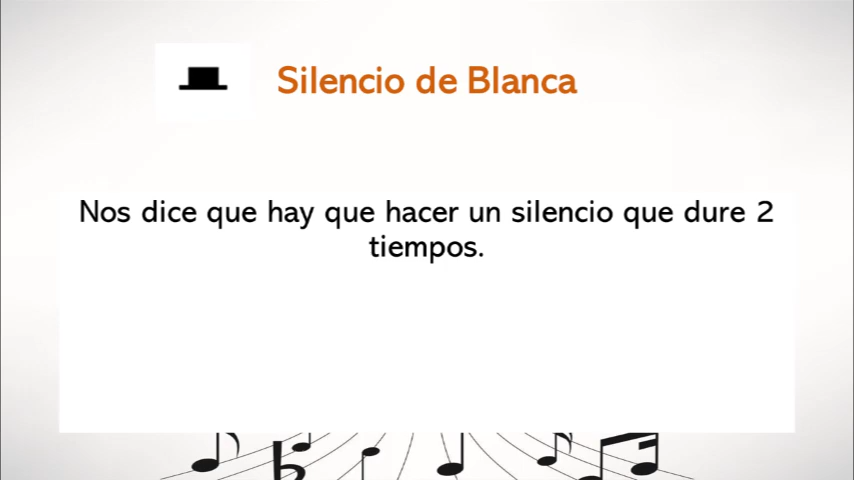 Silencio de Blanca
Nos dice que hay que hacer un silencio que dure 2
tiempos.